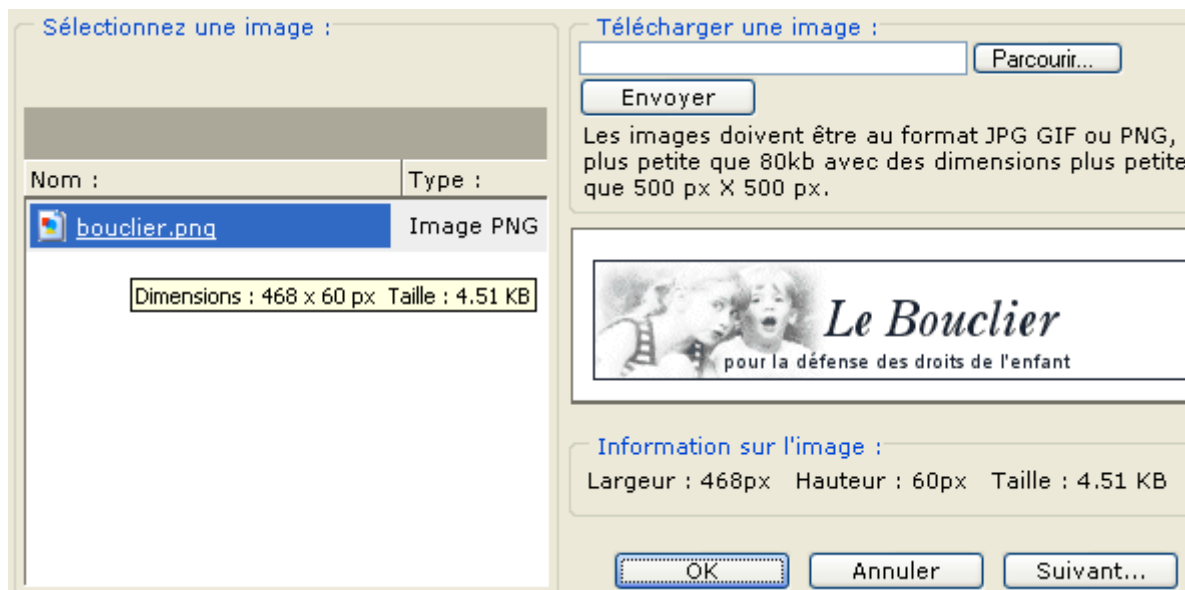 Sélectionnez une image :
Nom :
Type :
bouclier.png
Image PNG
Dimensions : 468 x 60 px Taille : 4.51 KB
Télécharger une image :
Parcourir...
Envoyer
Les images doivent être au format JPG GIF ou PNG,
plus petite que 80kb avec des dimensions plus petite
que 500 px X 500 px.
Le Bouclier
pour la défense des droits de l'enfant
Information sur l'image :
Largeur : 468px Hauteur : 60px Taille : 4.51 KB
OK
Annuler
Suivant...